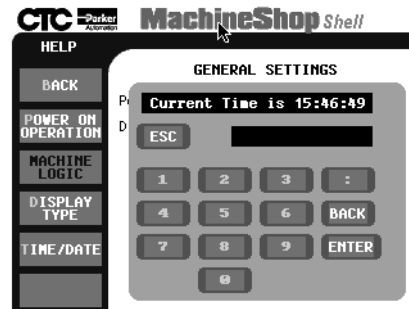 CTC Parker Automation MachineShop Shell
HELP
GENERAL SETTINGS
BACK
Current Time is 15:46:49
POWER ON
OPERATION
ESC
MACHINE
LOGIC
1 2 3 :
DISPLAY
TYPE
4 5 6 BACK
TIME/DATE
7 8 9 ENTER
0